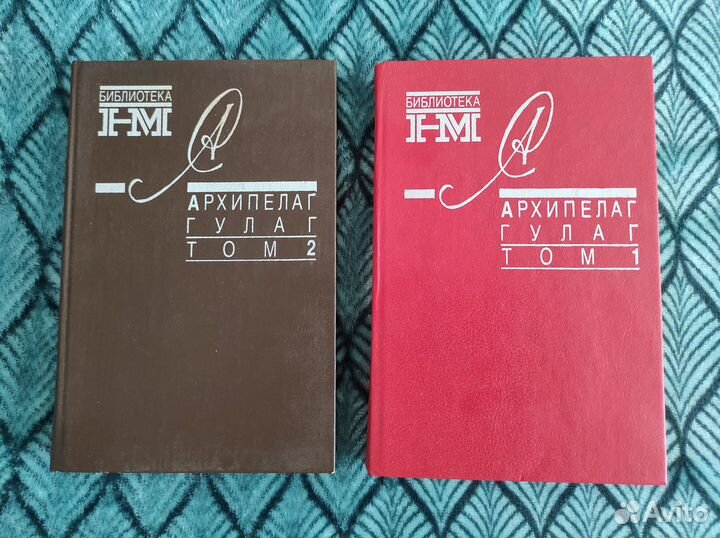 БИБЛИОТЕКА
НМ
А
АРХИПЕЛАГ
ГУЛАГ
ТОМ 2
БИБЛИОТЕКА
НМ
А
АРХИПЕЛАГ
ГУЛАГ
ТОМ 1
Avito